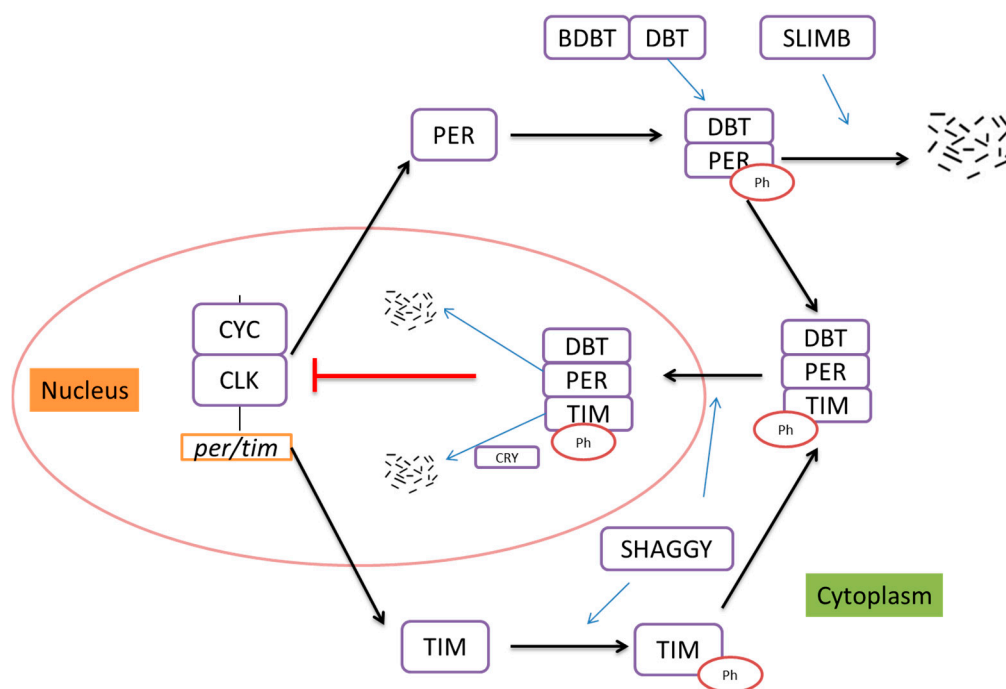 BDBT DBT
SLIMB
PER
DBT
PER
Ph
CYC
CLK
per/tim
Nucleus
DBT
PER
TIM
Ph
CRY
DBT
PER
TIM
Ph
SHAGGY
Cytoplasm
TIM
TIM
Ph